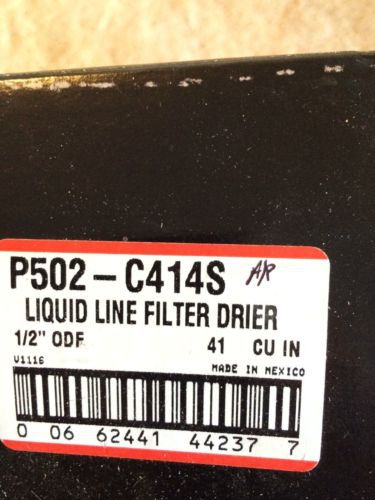 P502-C414S AR
LIQUID LINE FILTER DRIER
1/2" ODF 41 CU IN
V1116 MADE IN MEXICO
0 06 62441 44237 7